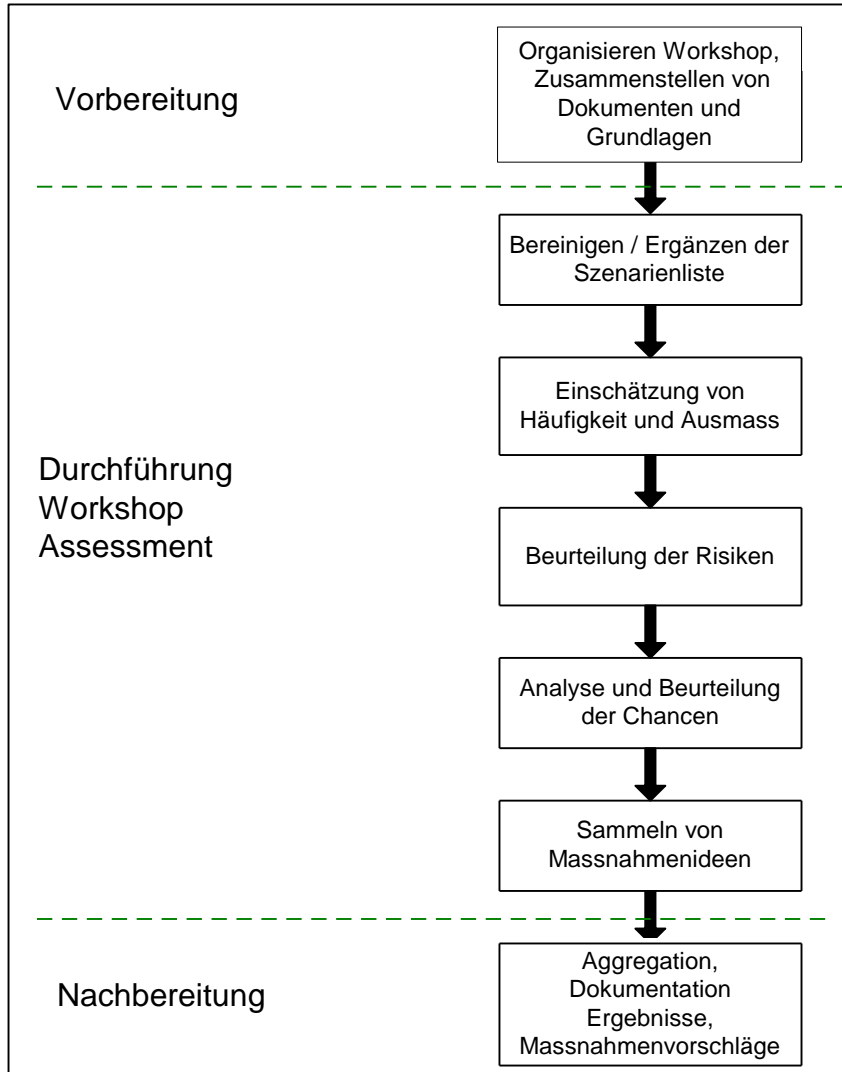 Vorbereitung
Organisieren Workshop,
Zusammenstellen von
Dokumenten und
Grundlagen
Durchführung
Workshop
Assessment
Bereinigen / Ergänzen der
Szenarienliste
Einschätzung von
Häufigkeit und Ausmass
Beurteilung der Risiken
Analyse und Beurteilung
der Chancen
Sammeln von
Massnahmenideen
Nachbereitung
Aggregation,
Dokumentation
Ergebnisse,
Massnahmenvorschläge